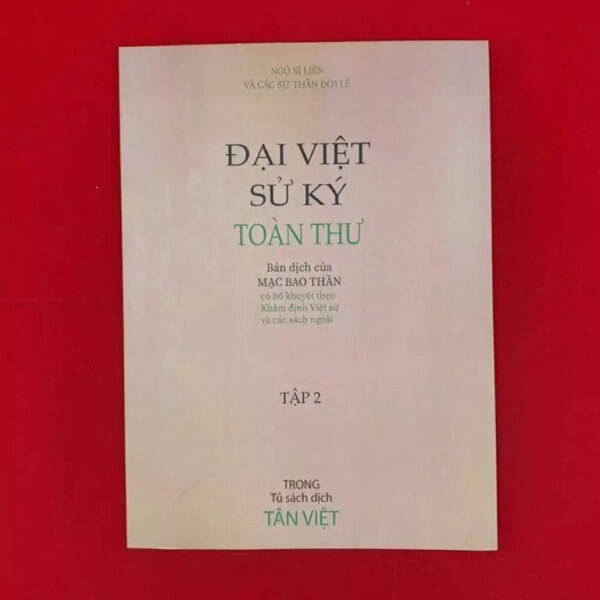 NGÔ SĨ LIÊN
VÀ CÁC SỬ THẦN ĐỜI LÊ
ĐẠI VIỆT
SỬ KÝ
TOÀN THƯ
Bản dịch của
MẠC BAO THẦN
có bổ khuyết theo
Khâm định Việt sử
và các sách ngoài
TẬP 2
TRONG
Tủ sách dịch
TÂN VIỆT